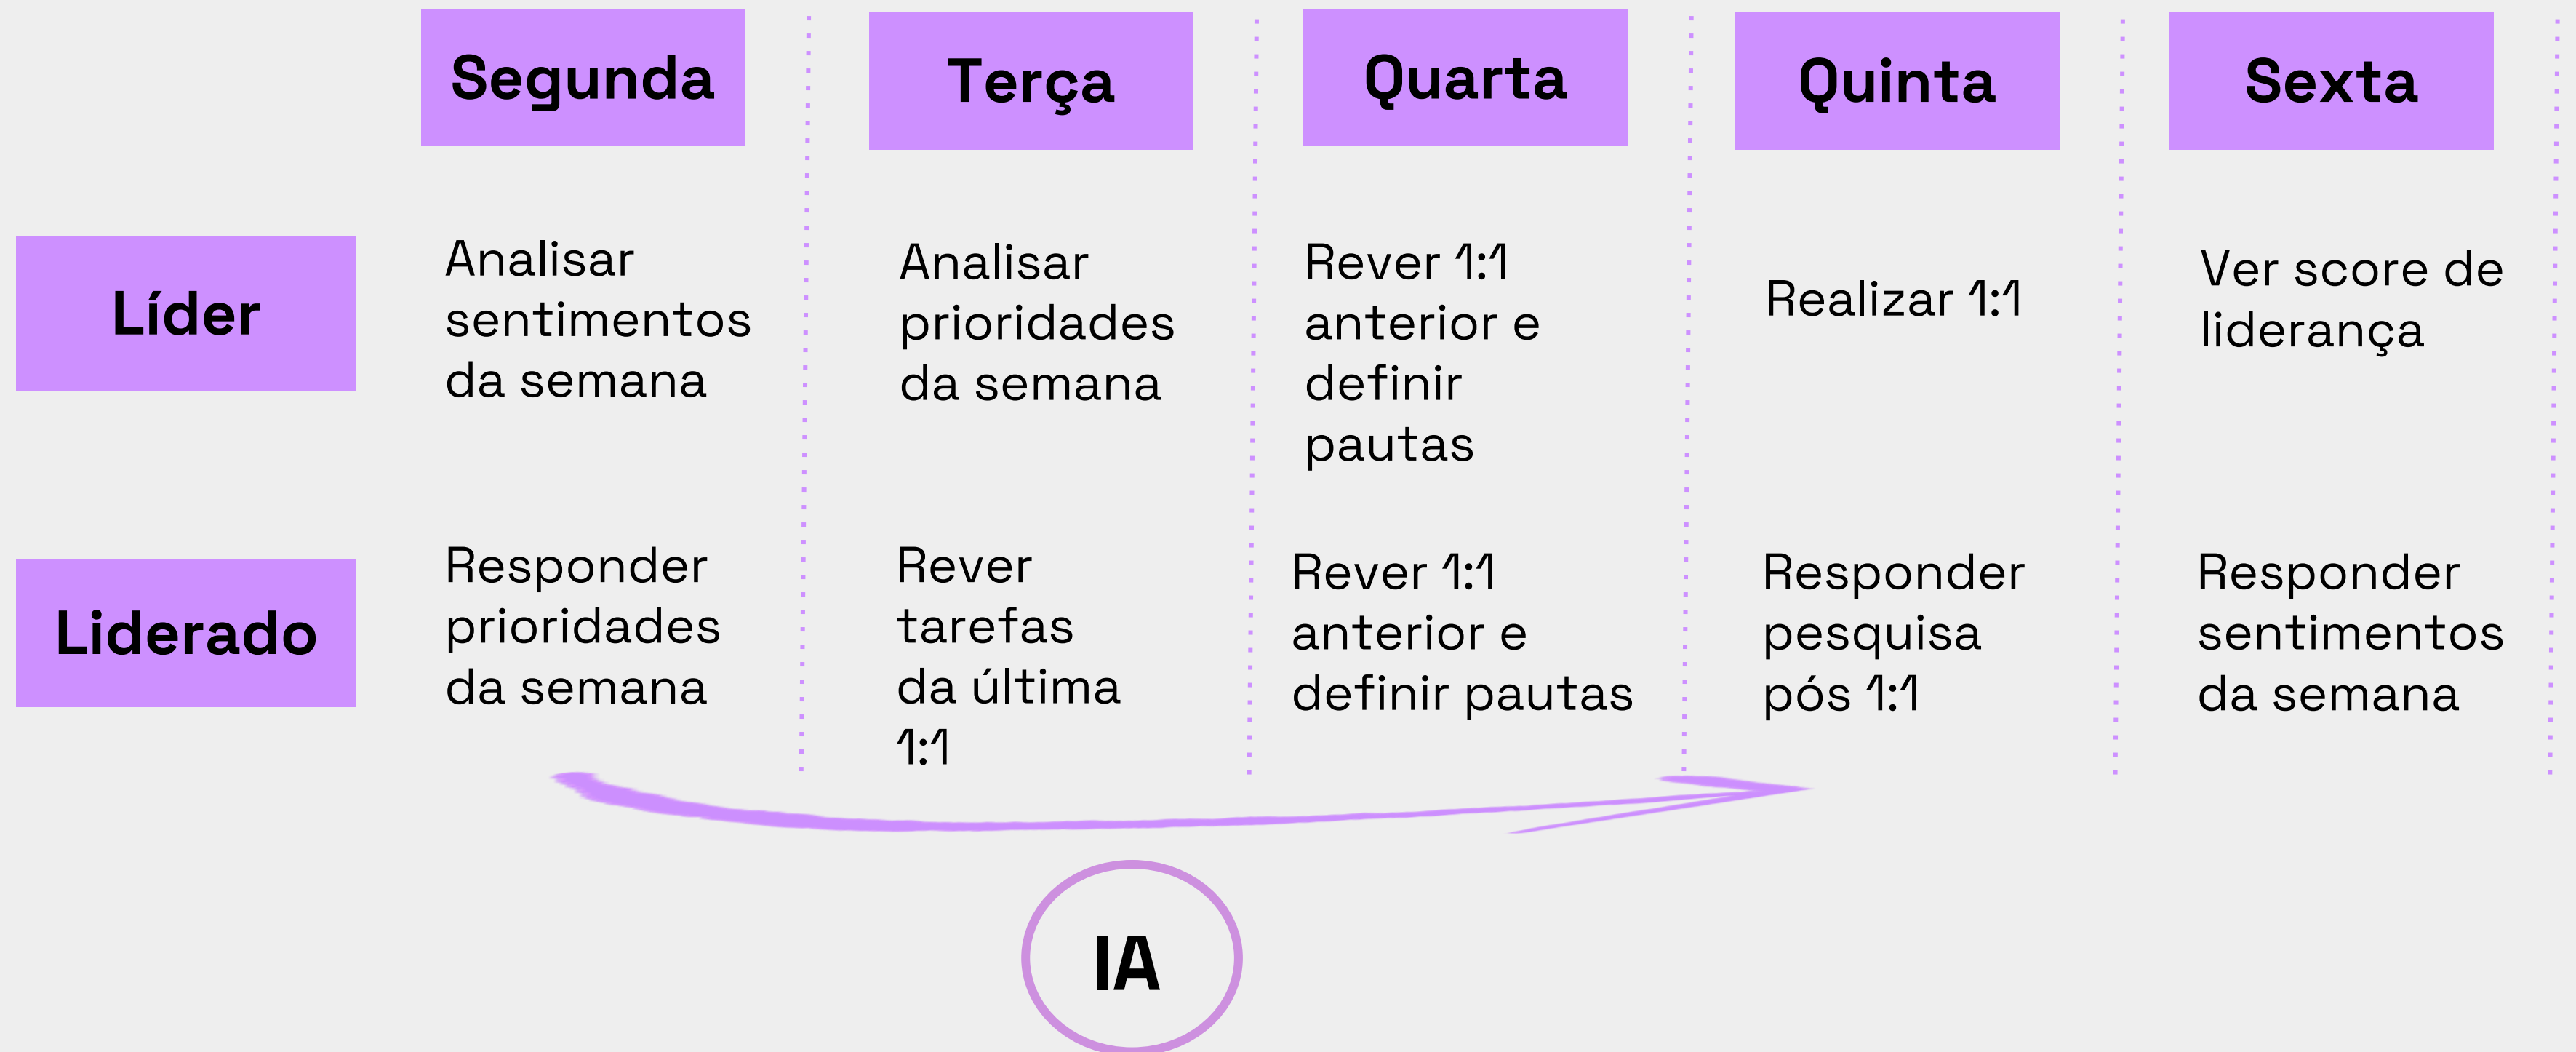 Segunda
Terça
Quarta
Quinta
Sexta
Líder
Analisar
sentimentos
da semana
Analisar
prioridades
da semana
Rever 1:1
anterior e
definir
pautas
Realizar 1:1
Ver score de
liderança
Liderado
Responder
prioridades
da semana
Rever
tarefas
da última
1:1
Rever 1:1
anterior e
definir pautas
Responder
pesquisa
pós 1:1
Responder
sentimentos
da semana
IA